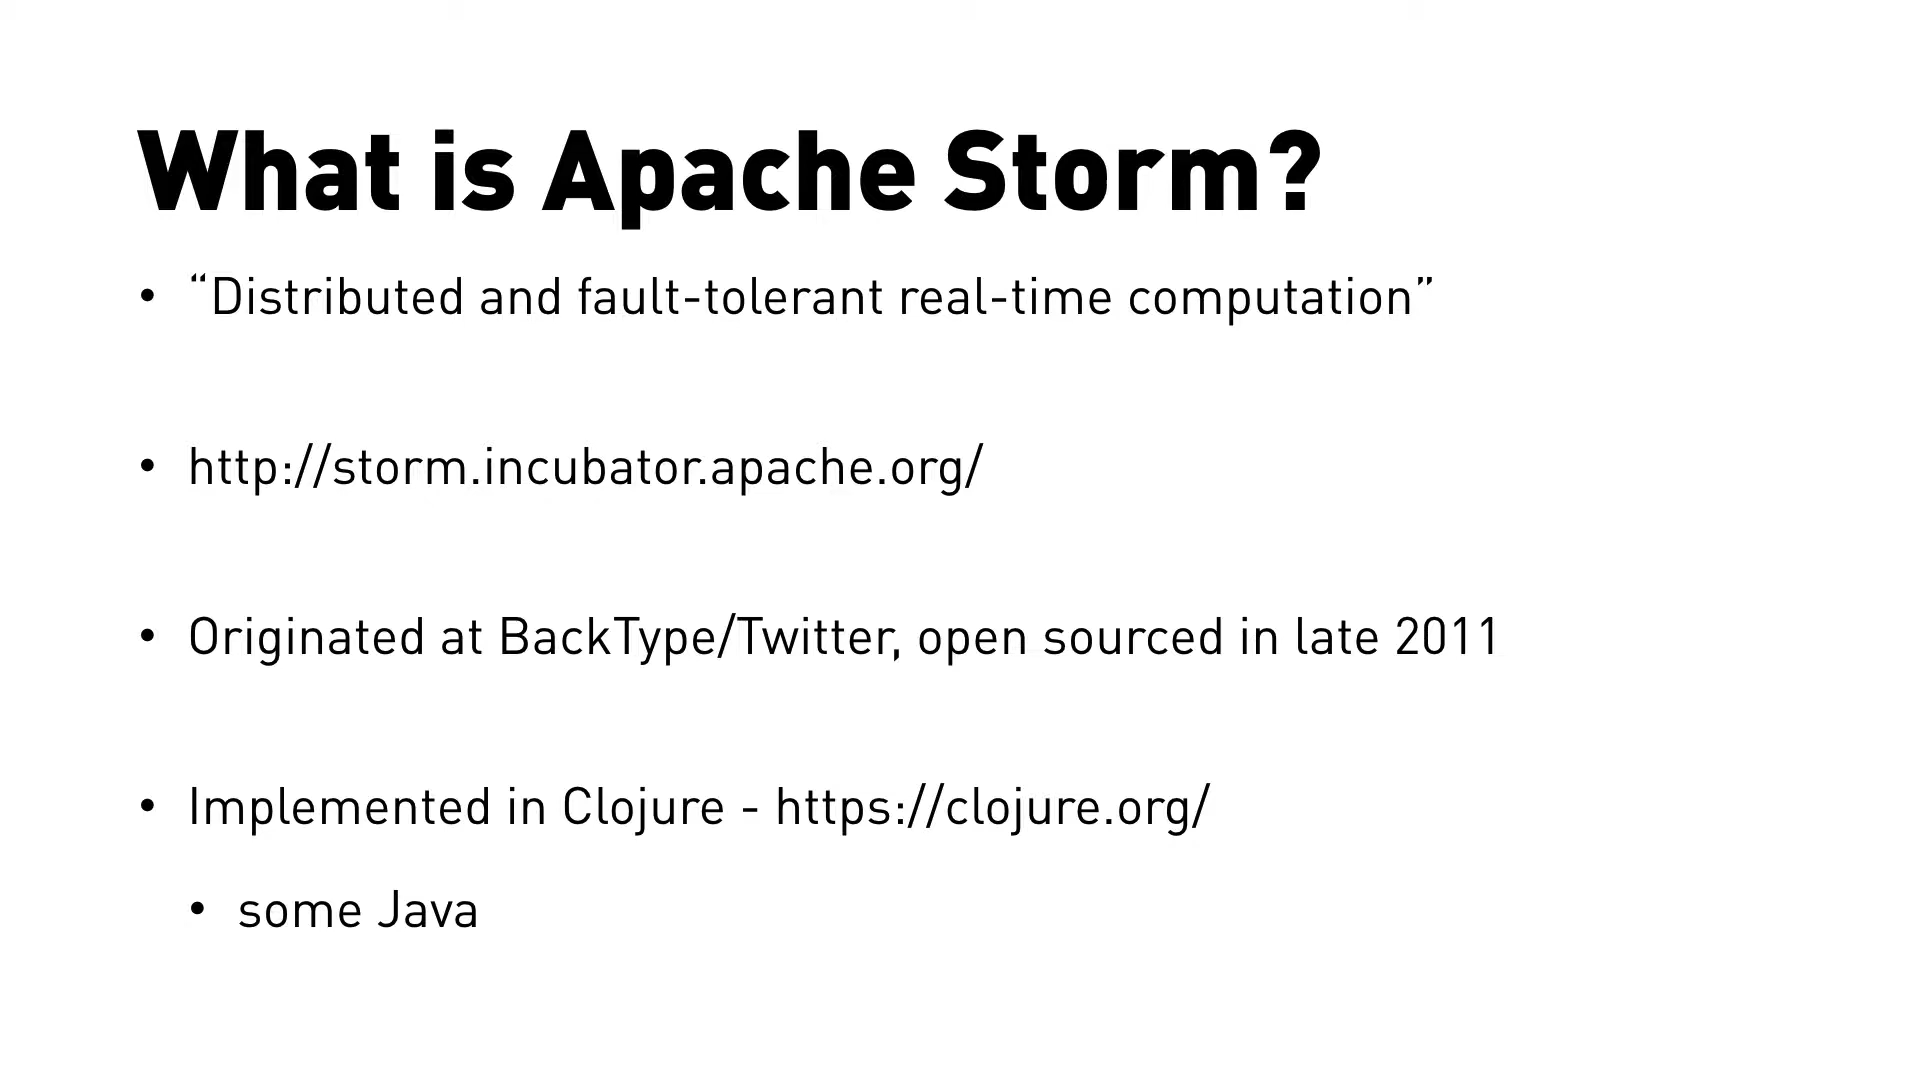 What is Apache Storm?
• “Distributed and fault-tolerant real-time computation”
• http://storm.incubator.apache.org/
• Originated at BackType/Twitter, open sourced in late 2011
• Implemented in Clojure - https://clojure.org/
• some Java